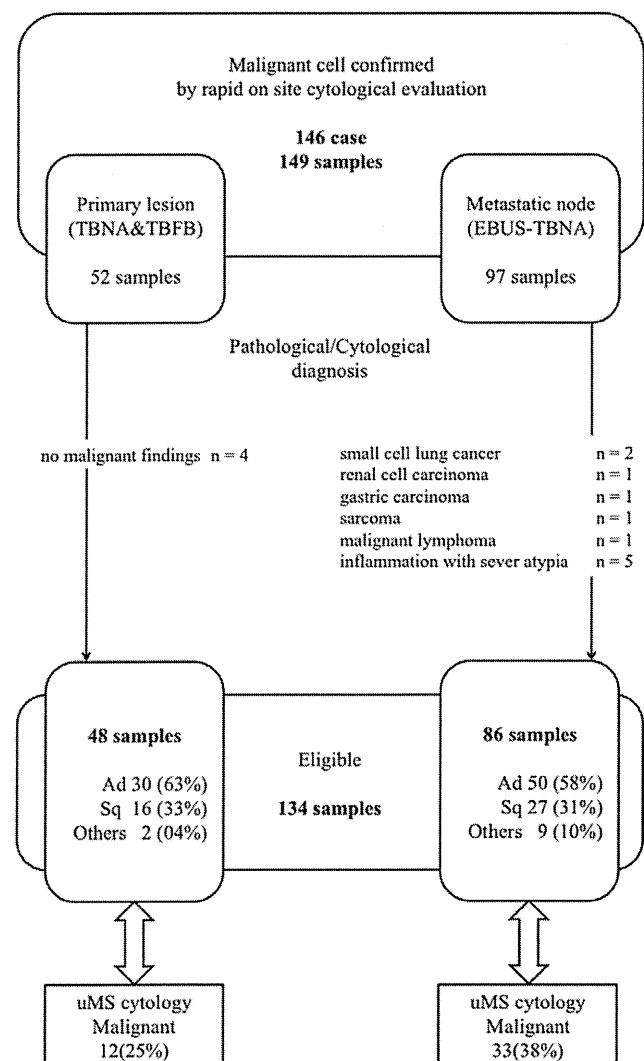 Malignant cell confirmed
by rapid on site cytological evaluation
146 case
149 samples
Primary lesion
(TBNA&TBFB)
52 samples
Metastatic node
(EBUS-TBNA)
97 samples
Pathological/Cytological
diagnosis
no malignant findings n = 4
small cell lung cancer n = 2
renal cell carcinoma n = 1
gastric carcinoma n = 1
sarcoma n = 1
malignant lymphoma n = 1
inflammation with sever atypia n = 5
48 samples
Ad 30 (63%)
Sq 16 (33%)
Others 2 (04%)
Eligible
134 samples
86 samples
Ad 50 (58%)
Sq 27 (31%)
Others 9 (10%)
uMS cytology
Malignant
12(25%)
uMS cytology
Malignant
33(38%)